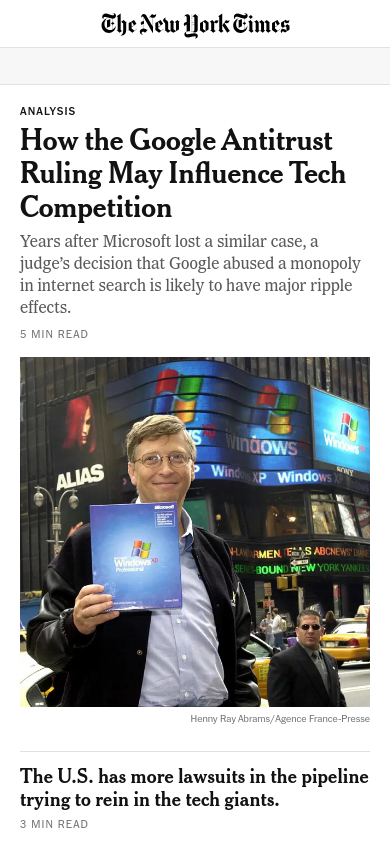 The New York Times
ANALYSIS
How the Google Antitrust
Ruling May Influence Tech
Competition
Years after Microsoft lost a similar case, a
judge's decision that Google abused a monopoly
in internet search is likely to have major ripple
effects.
5 MIN READ
Windows
Windows
Windows XP Windows
SONY
ALIAS
Microsoft
Windows xp
Professional
ABCNEWS
BOUND NEW YORK YANKEES
Henny Ray Abrams/Agence France-Presse
The U.S. has more lawsuits in the pipeline
trying to rein in the tech giants.
3 MIN READ